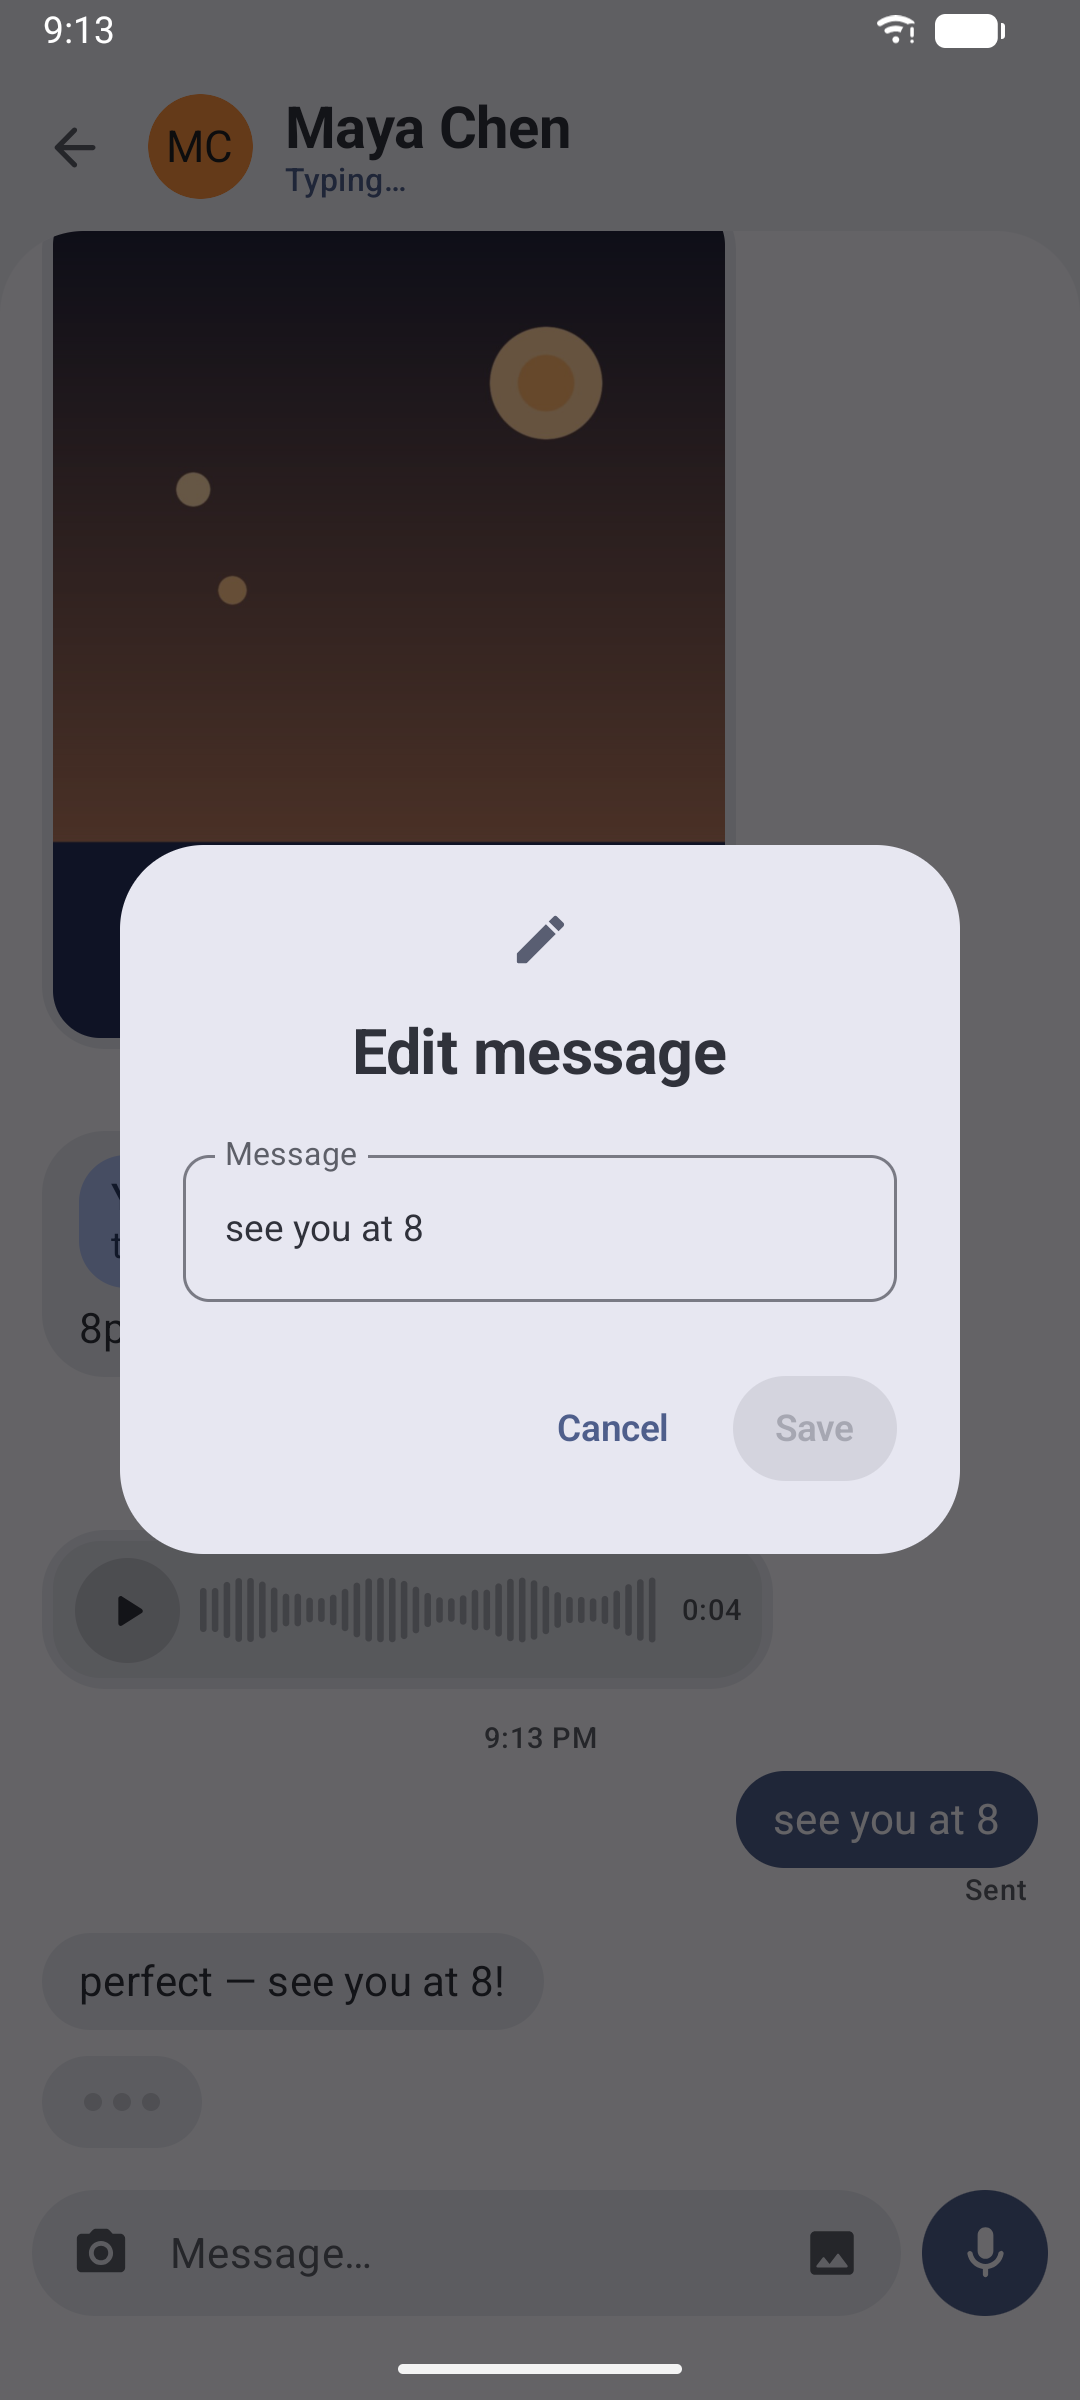 9:13
MC
Maya Chen
Typing…
Edit message
Message
see you at 8
8p
Cancel
Save
0:04
9:13 PM
see you at 8
Sent
perfect — see you at 8!
Message…